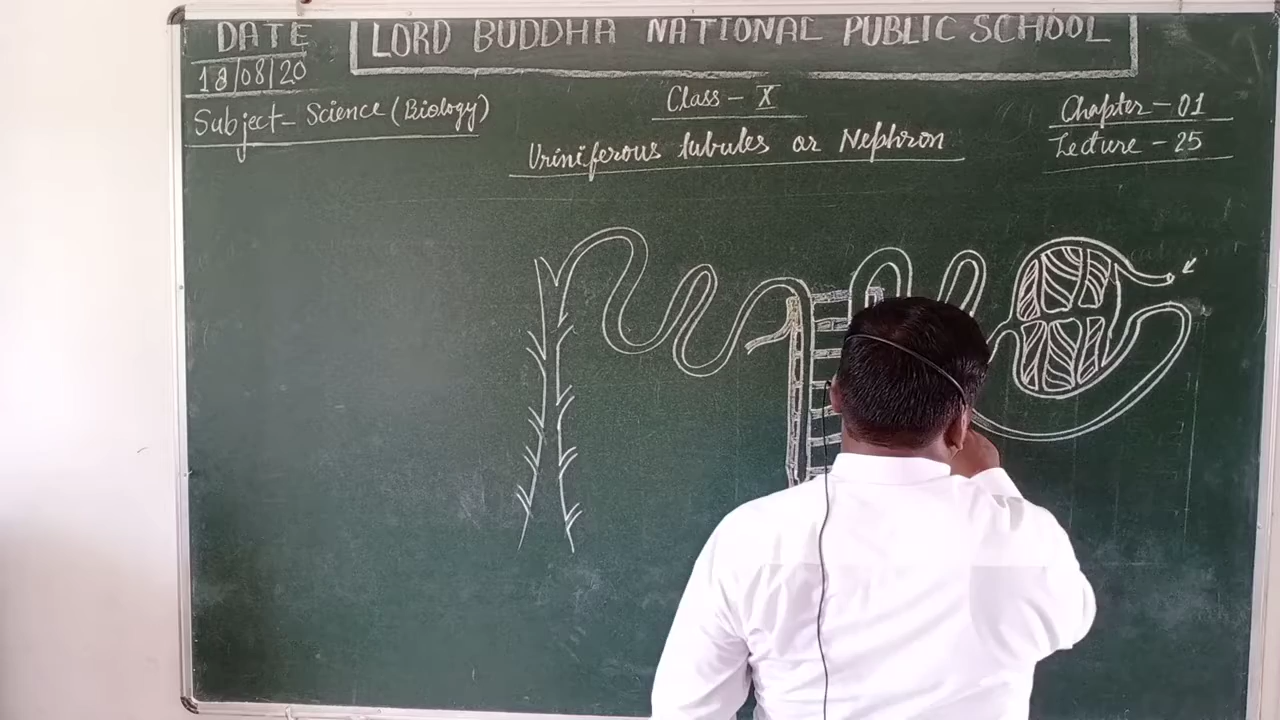 DATE
18/08/20
LORD BUDDHA NATIONAL PUBLIC SCHOOL
Subject - Science (Biology)
Class - X
Chapter - 01
Uriniferous tubules or Nephron
Lecture - 25